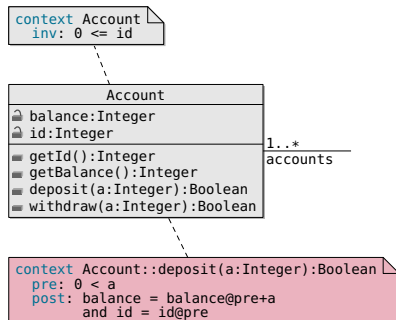 context Account
inv: 0 <= id
Account
balance:Integer
id:Integer
getId():Integer
getBalance():Integer
deposit(a:Integer):Boolean
withdraw(a:Integer):Boolean
1..*
accounts
context Account::deposit(a:Integer):Boolean
pre: 0 < a
post: balance = balance@pre+a
and id = id@pre